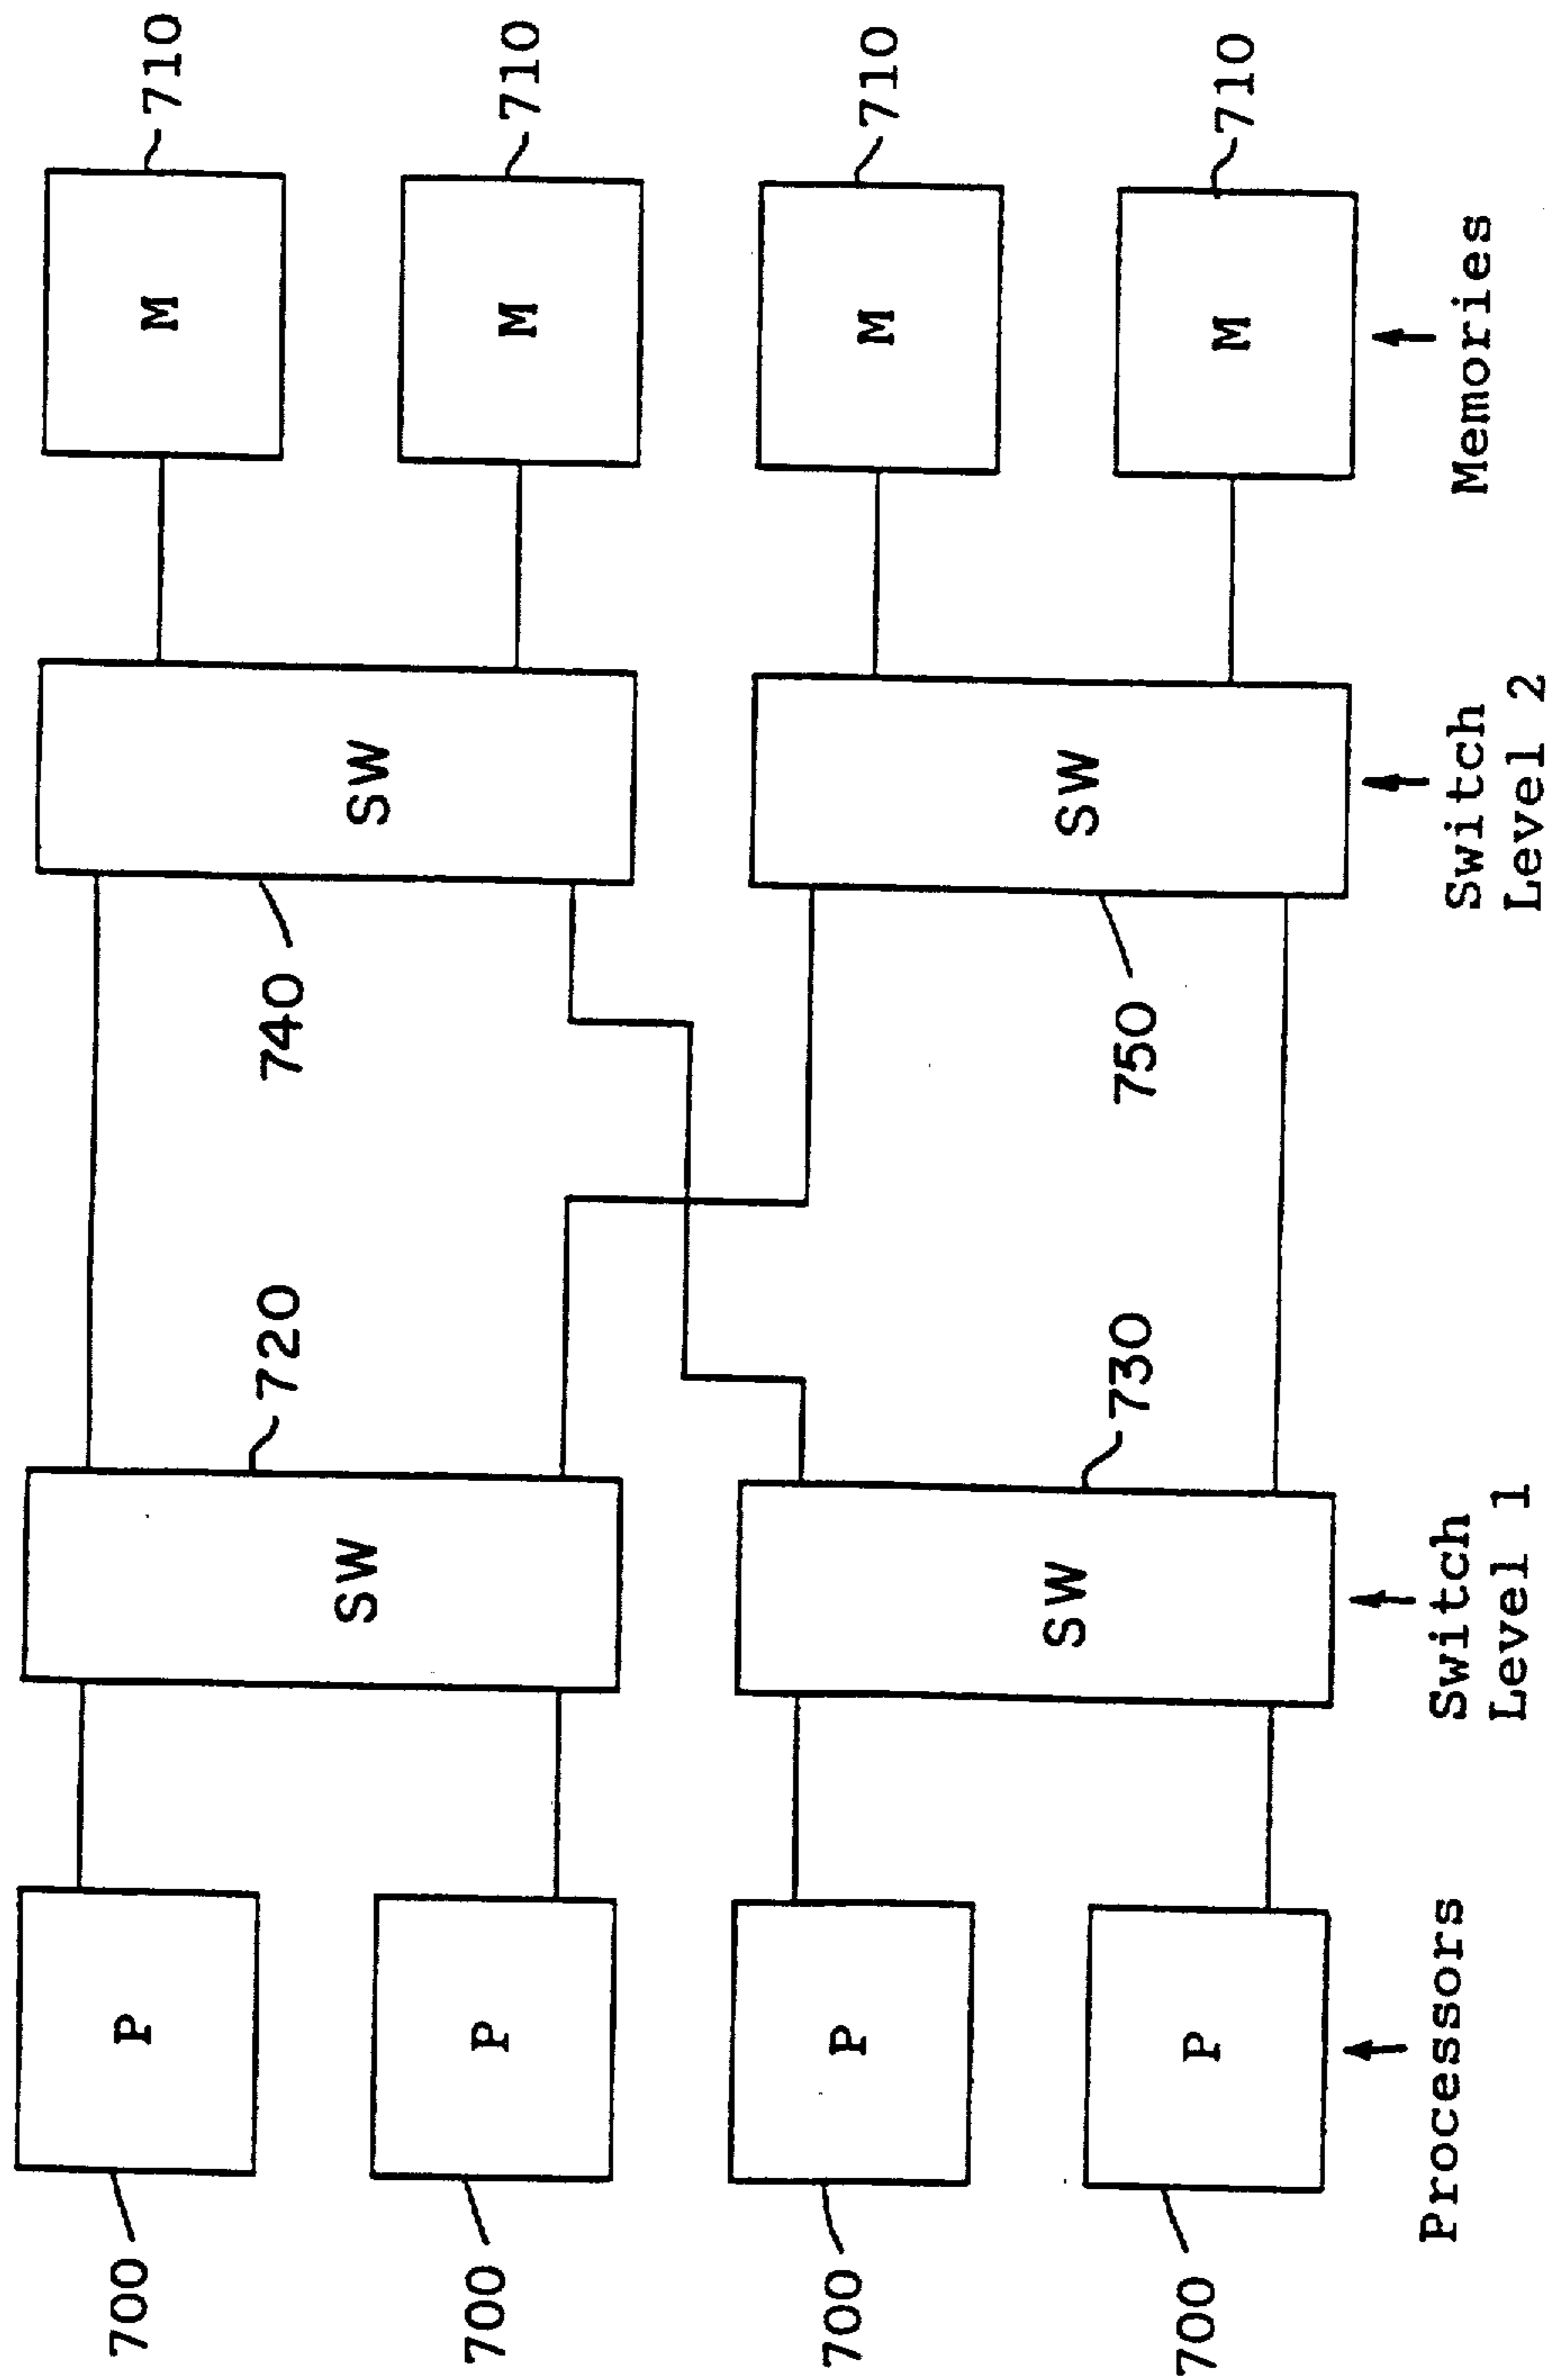 700
P
SW
720
740
SW
M
710
700
P
M
710
700
P
SW
730
750
SW
M
710
700
P
M
710
Processors
Switch
Level 1
Switch
Level 2
Memories